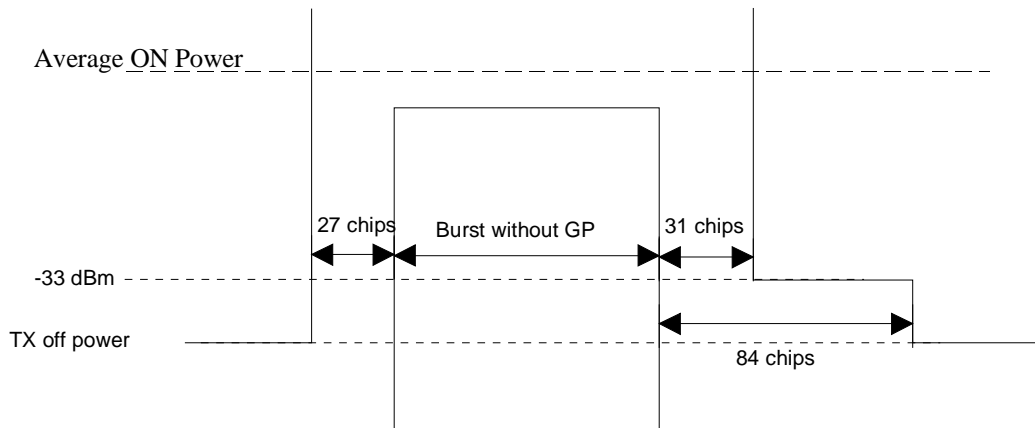 Average ON Power
27 chips
Burst without GP
31 chips
-33 dBm
TX off power
84 chips